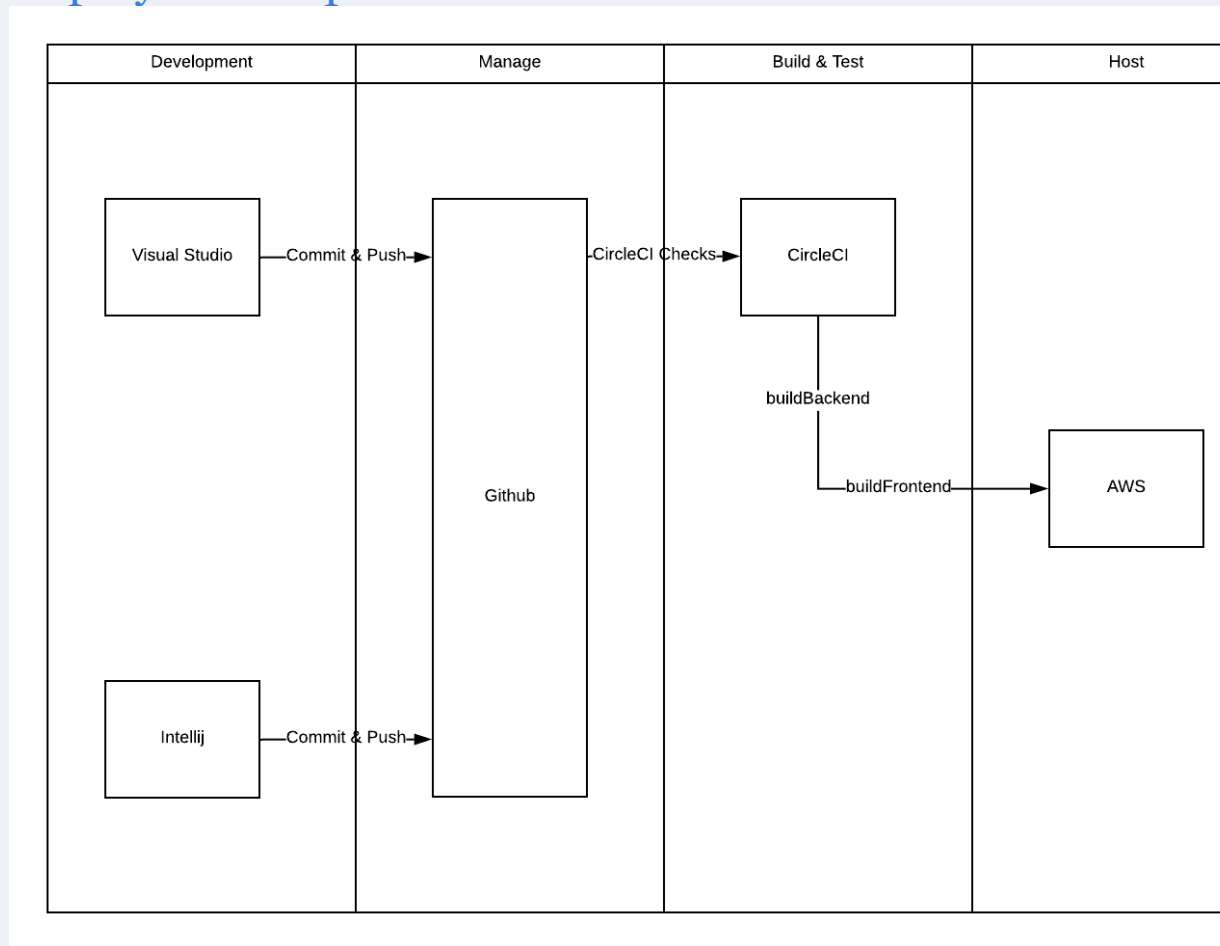 Development
Manage
Build & Test
Host
Visual Studio
Commit & Push
CircleCI Checks
CircleCI
buildBackend
buildFrontend
AWS
Github
Intellij
Commit & Push